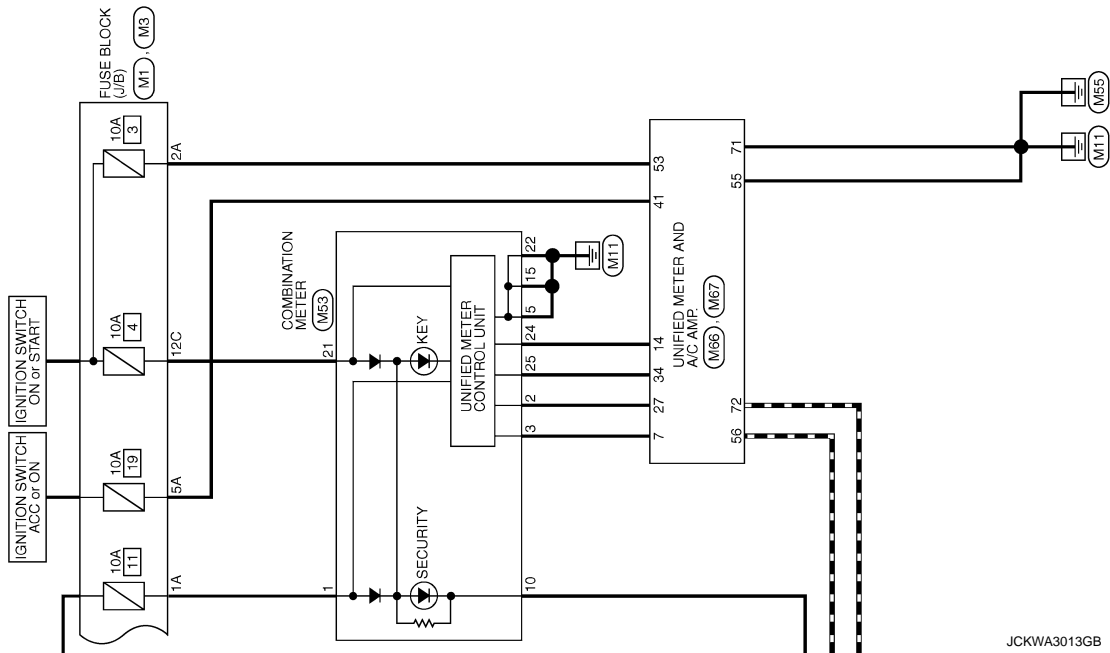 FUSE BLOCK
(J/B)
M1 , M3
IGNITION SWITCH
ON or START
IGNITION SWITCH
ACC or ON
10A
3
10A
4
10A
19
10A
11
2A
12C
5A
1A
COMBINATION
METER
M53
21
1
KEY
SECURITY
UNIFIED METER
CONTROL UNIT
22
15
5
24
25
2
3
10
M11
53
41
14
34
27
7
UNIFIED METER AND
A/C AMP.
M66 , M67
71
55
72
56
M55
M11
JCKWA3013GB